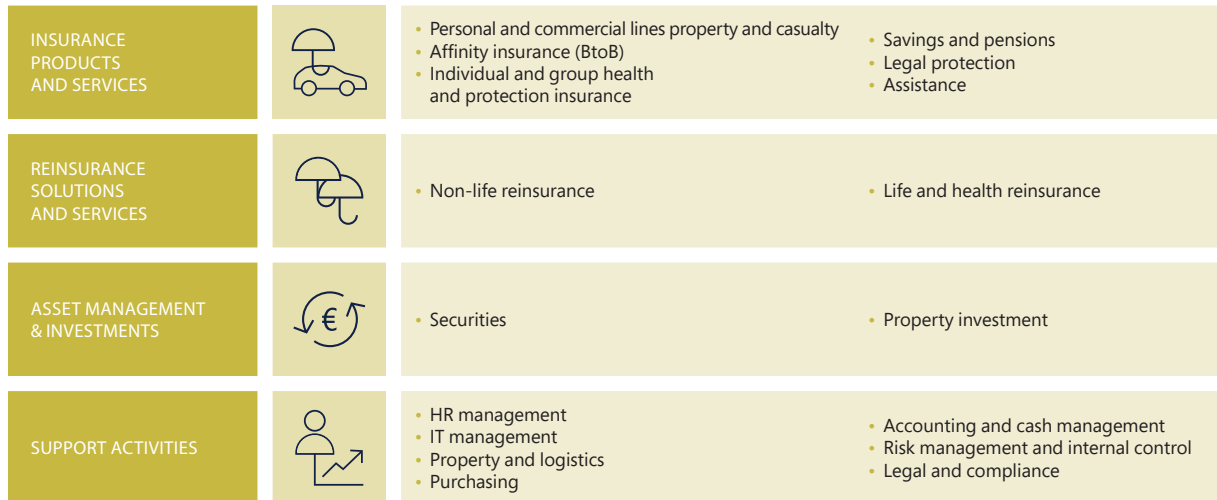 INSURANCE
PRODUCTS
AND SERVICES
• Personal and commercial lines property and casualty
• Affinity insurance (BtoB)
• Individual and group health
and protection insurance
• Savings and pensions
• Legal protection
• Assistance
REINSURANCE
SOLUTIONS
AND SERVICES
• Non-life reinsurance
• Life and health reinsurance
ASSET MANAGEMENT
& INVESTMENTS
€
• Securities
• Property investment
SUPPORT ACTIVITIES
• HR management
• IT management
• Property and logistics
• Purchasing
• Accounting and cash management
• Risk management and internal control
• Legal and compliance